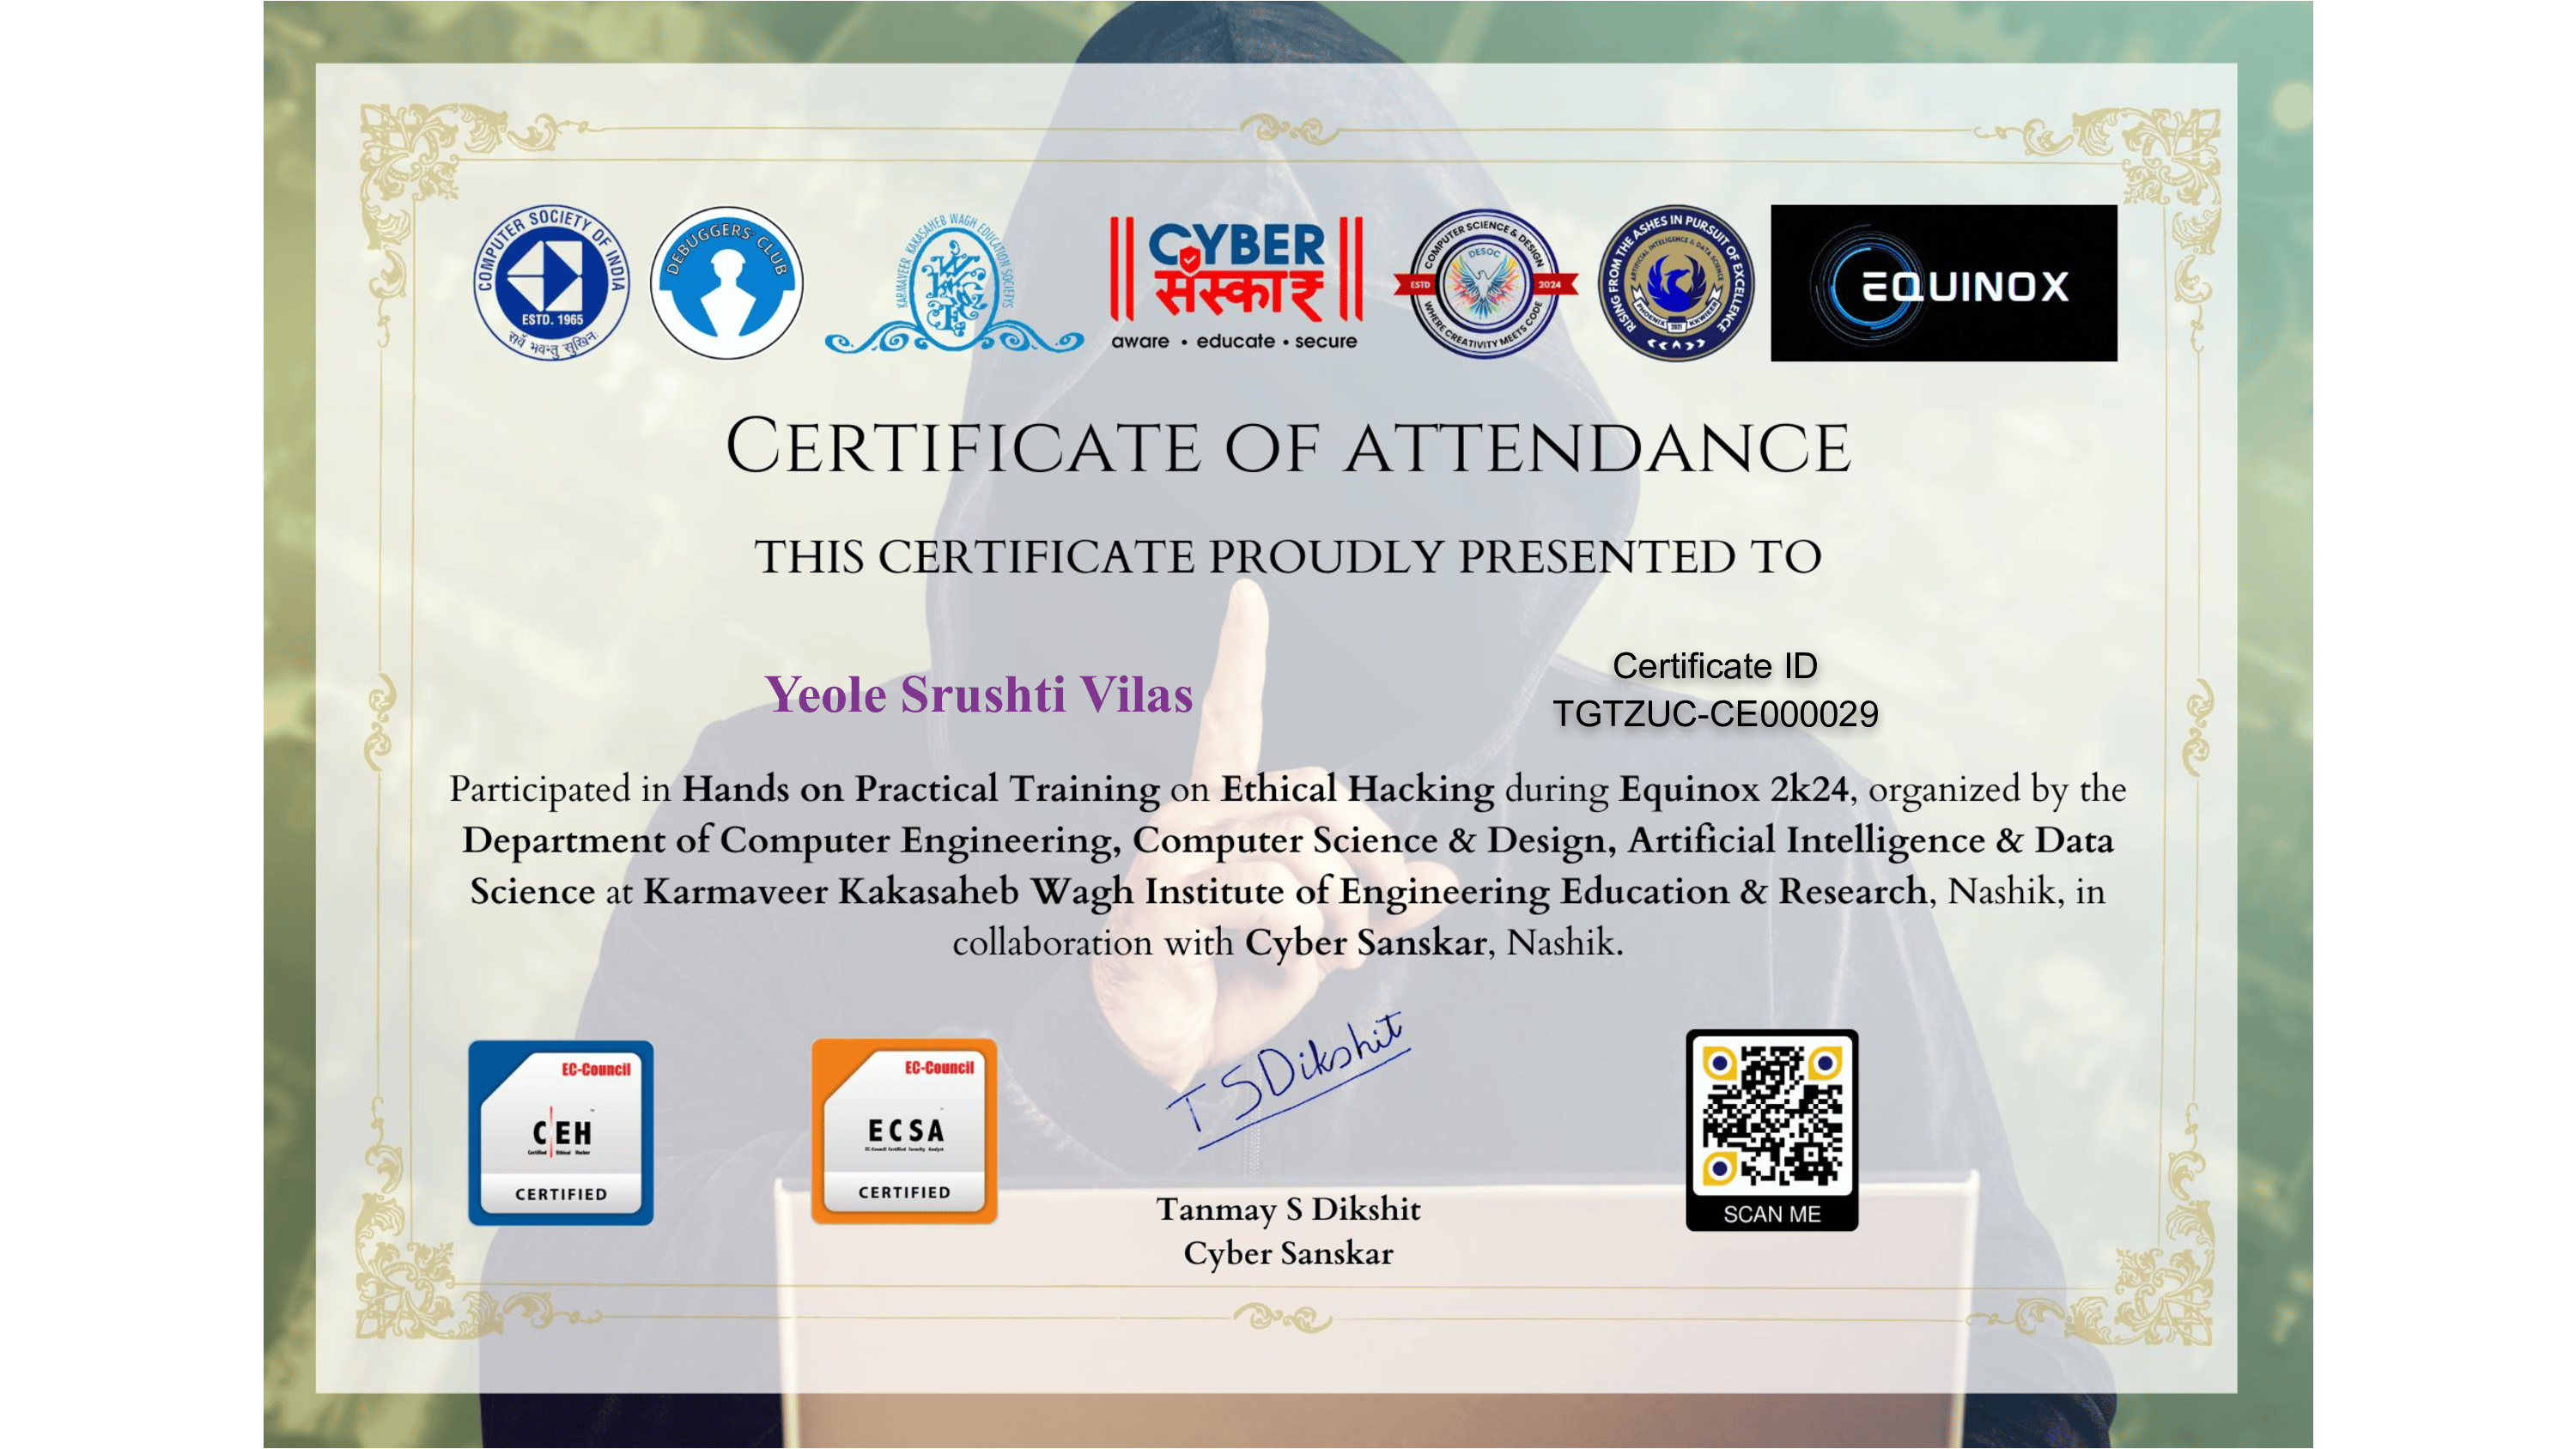 COMPUTER SOCIETY OF INDIA
ESTD. 1965
सर्वे भवन्तु सुखिनः
DEBUGGERS' CLUB
KARMAVEER KAKASAHEB WAGH EDUCATION SOCIETY'S
CYBER
संस्कार
aware • educate • secure
COMPUTER SCIENCE & DESIGN
DESOC
ESTD 2024
WHERE CREATIVITY MEETS CODE
RISING FROM THE ASHES IN PURSUIT OF EXCELLENCE
ARTIFICIAL INTELIGENCE & DATA SCIENCE
PHOENIX 2021 KKWIEER
EQUINOX
CERTIFICATE OF ATTENDANCE
THIS CERTIFICATE PROUDLY PRESENTED TO
Yeole Srushti Vilas
Certificate ID
TGTZUC-CE000029
Participated in Hands on Practical Training on Ethical Hacking during Equinox 2k24, organized by the
Department of Computer Engineering, Computer Science & Design, Artificial Intelligence & Data
Science at Karmaveer Kakasaheb Wagh Institute of Engineering Education & Research, Nashik, in
collaboration with Cyber Sanskar, Nashik.
EC-Council
CEH
Certified Ethical Hacker
CERTIFIED
EC-Council
ECSA
EC-Council Certified Security Analyst
CERTIFIED
TSDikshit
Tanmay S Dikshit
Cyber Sanskar
SCAN ME